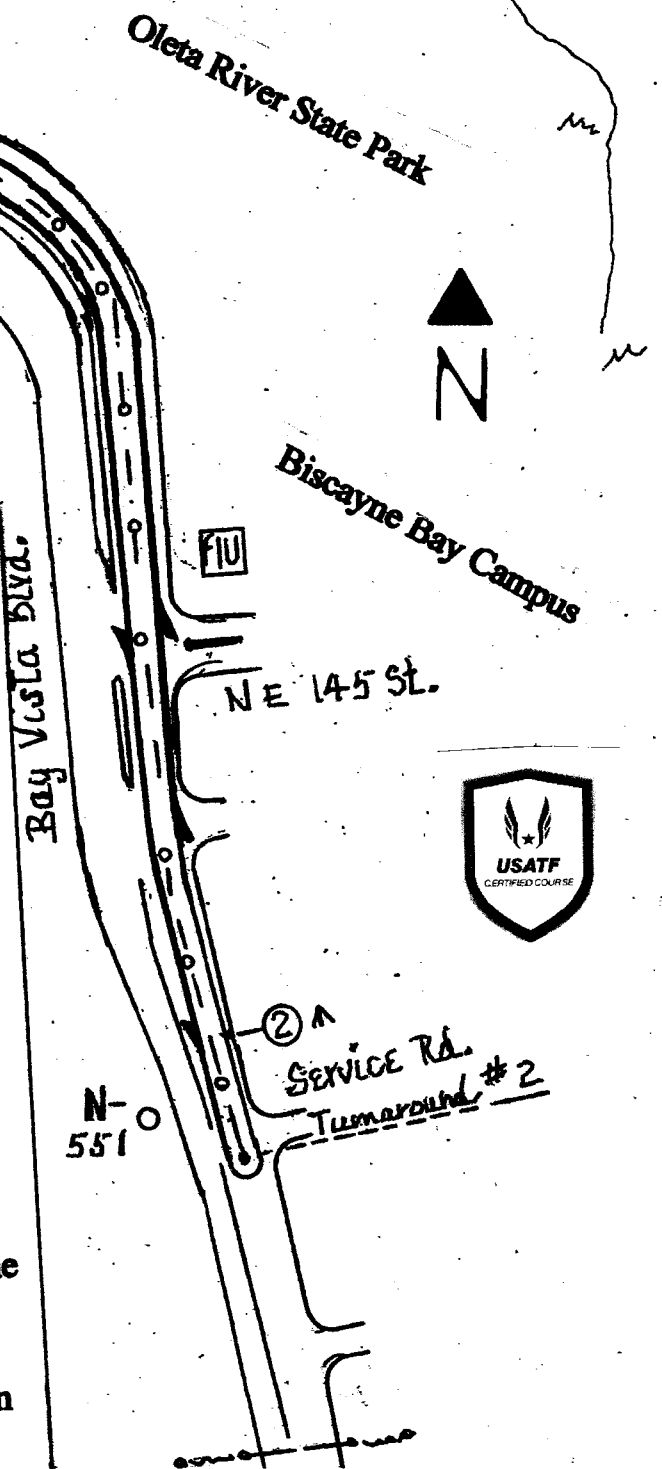 Oleta River State Park
N
Biscayne Bay Campus
FIU
Bay Vista Blvd.
NE 145 St.
USATF
CERTIFIED COURSE
2
Service Rd.
Turnaround #2
N-
551